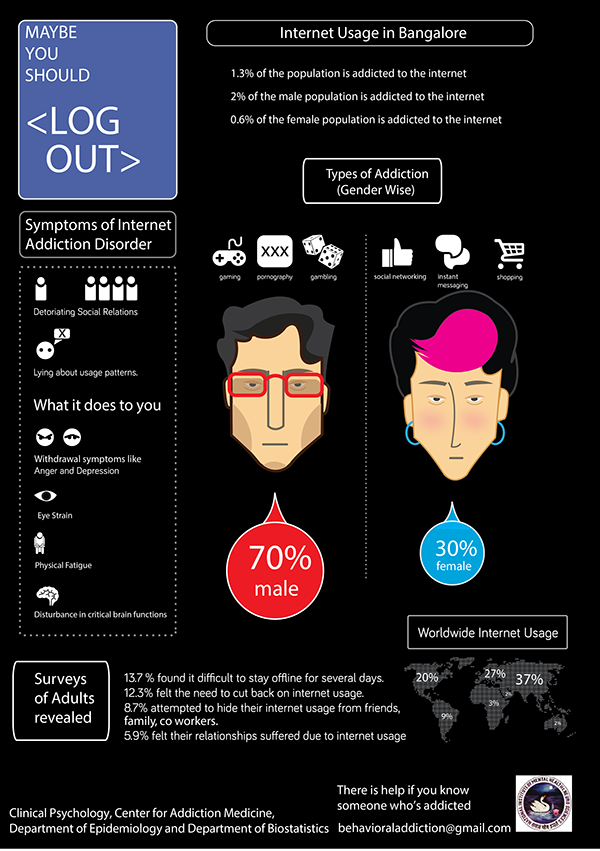 MAYBE
YOU
SHOULD
<LOG
OUT>
Internet Usage in Bangalore
1.3% of the population is addicted to the internet
2% of the male population is addicted to the internet
0.6% of the female population is addicted to the internet
Types of Addiction
(Gender Wise)
Symptoms of Internet
Addiction Disorder
Detoriating Social Relations
X
Lying about usage patterns.
What it does to you
Withdrawal symptoms like
Anger and Depression
Eye Strain
Physical Fatigue
Disturbance in critical brain functions
XXX
gaming
pornography
gambling
social networking
instant
messaging
shopping
70%
male
30%
female
Worldwide Internet Usage
20%
27%
37%
2%
3%
9%
2%
Surveys
of Adults
revealed
13.7 % found it difficult to stay offline for several days.
12.3% felt the need to cut back on internet usage.
8.7% attempted to hide their internet usage from friends,
family, co workers.
5.9% felt their relationships suffered due to internet usage
There is help if you know
someone who's addicted
behavioraladdiction@gmail.com
Clinical Psychology, Center for Addiction Medicine,
Department of Epidemiology and Department of Biostatistics